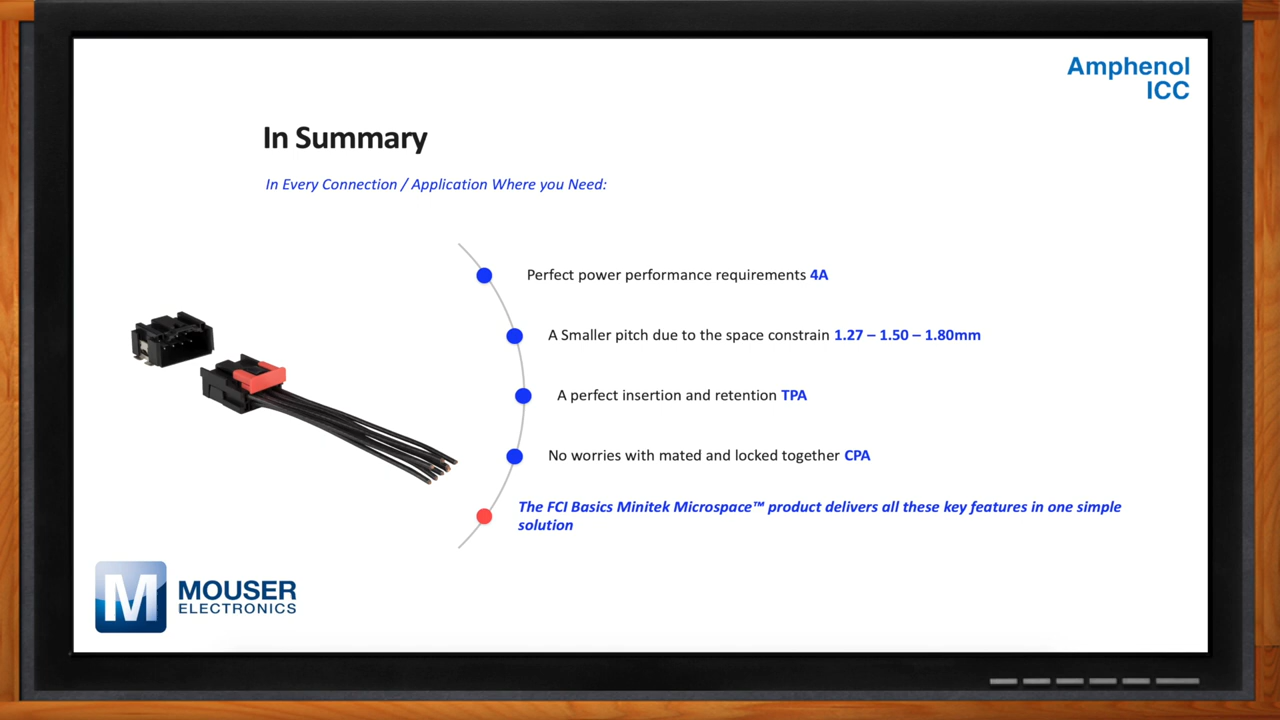 Amphenol
ICC
In Summary
In Every Connection / Application Where you Need:
Perfect power performance requirements 4A
A Smaller pitch due to the space constrain 1.27 – 1.50 – 1.80mm
A perfect insertion and retention TPA
No worries with mated and locked together CPA
The FCI Basics Minitek Microspace™ product delivers all these key features in one simple
solution
M
MOUSER
ELECTRONICS